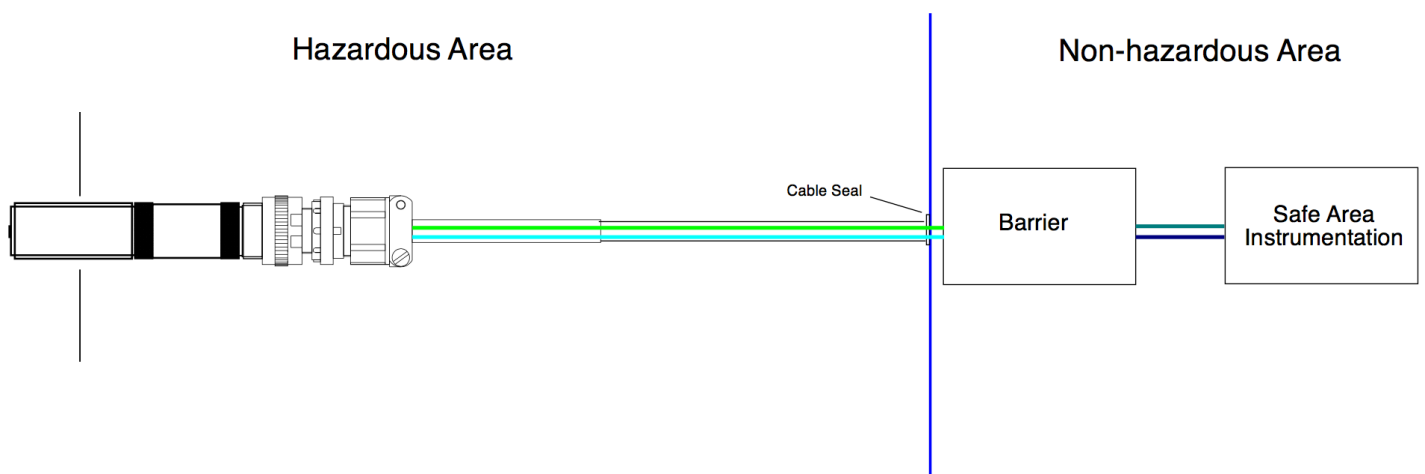 Hazardous Area
Non-hazardous Area
Cable Seal
Barrier
Safe Area
Instrumentation